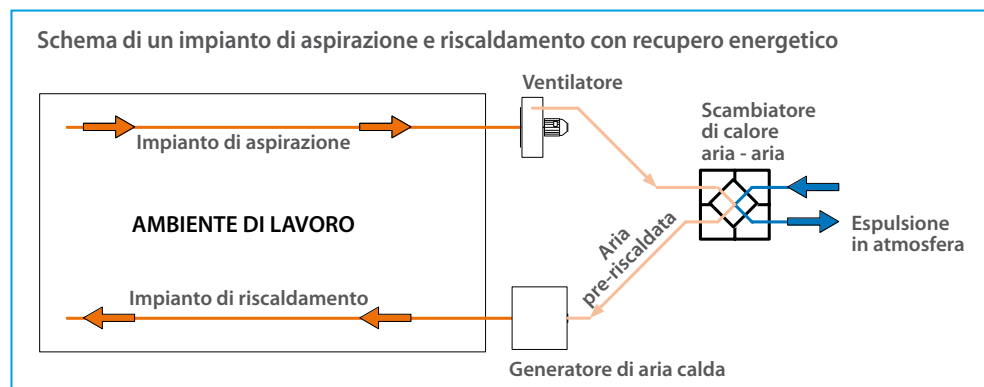 Schema di un impianto di aspirazione e riscaldamento con recupero energetico
Ventilatore
Scambiatore
di calore
aria - aria
Impianto di aspirazione
AMBIENTE DI LAVORO
Espulsione
in atmosfera
Aria
pre-riscaldata
Impianto di riscaldamento
Generatore di aria calda